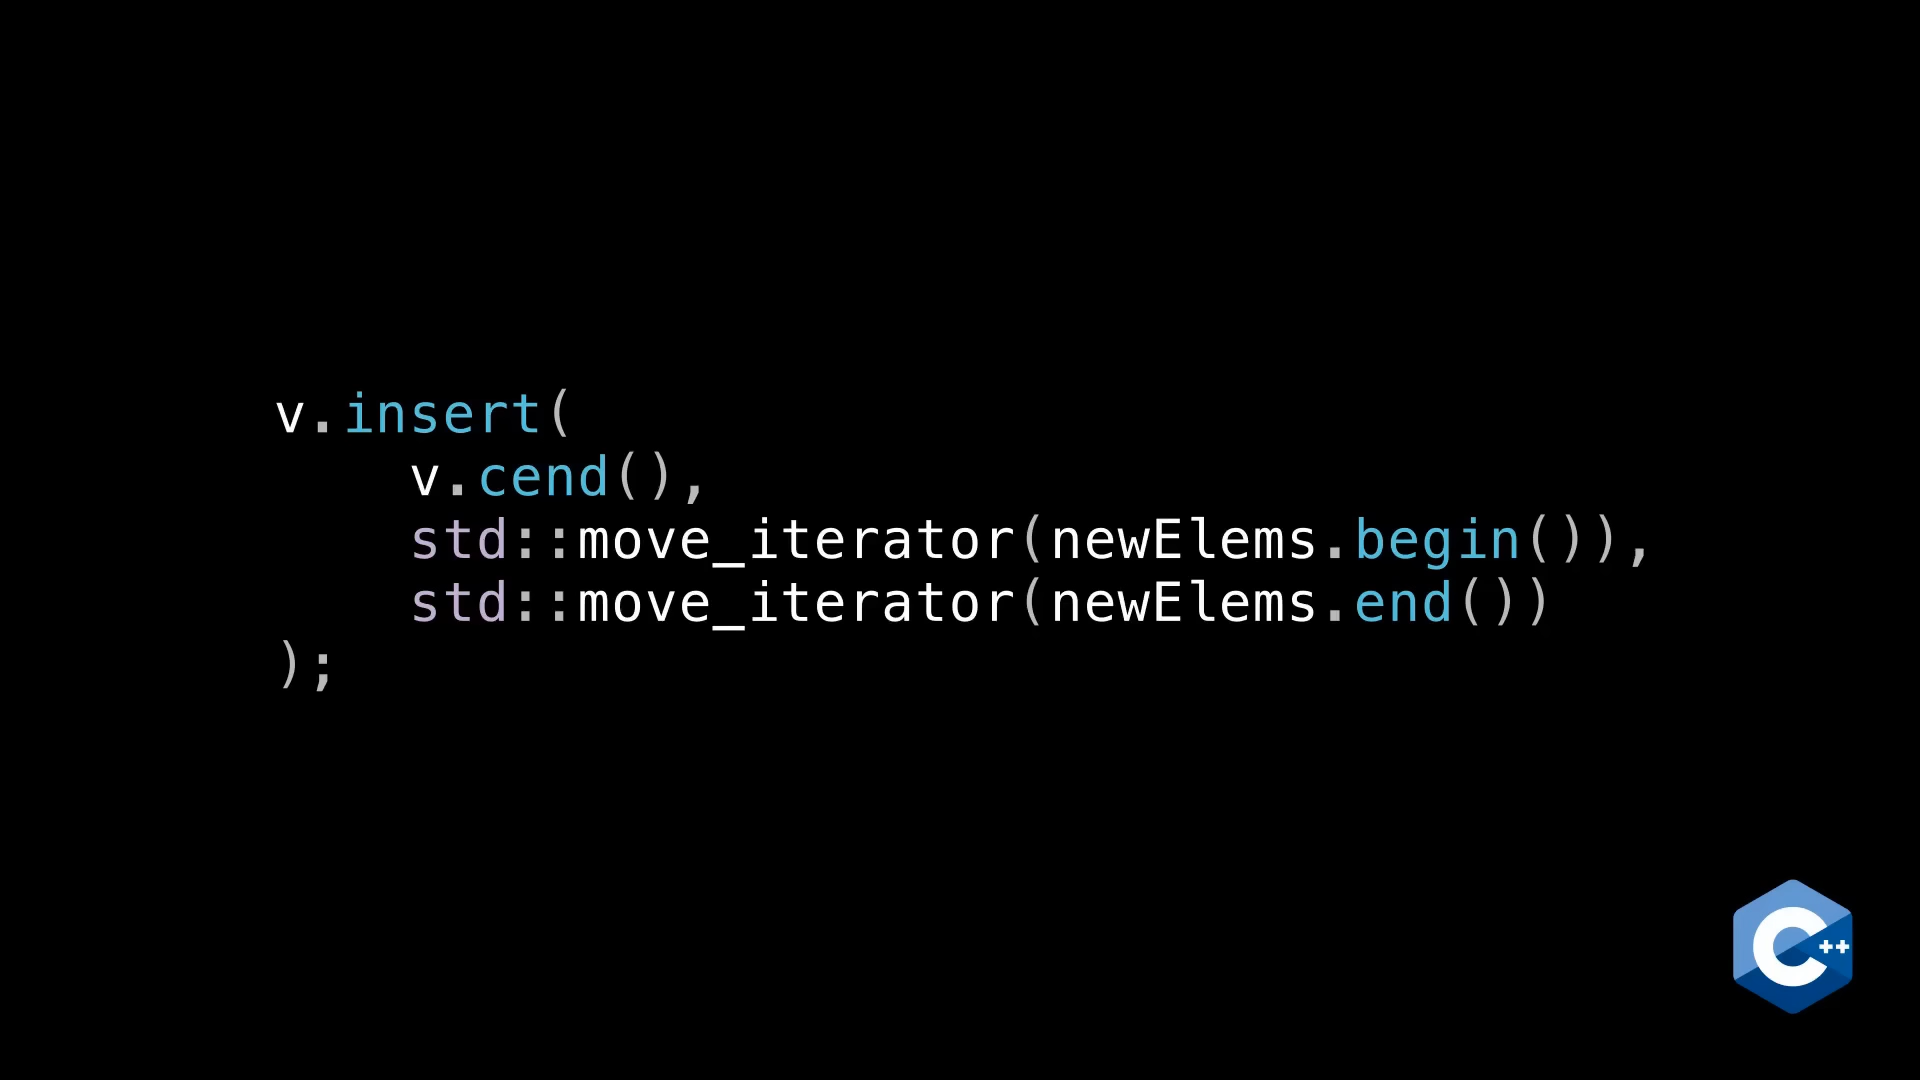 v.insert(
    v.cend(),
    std::move_iterator(newElems.begin()),
    std::move_iterator(newElems.end())
);
C++